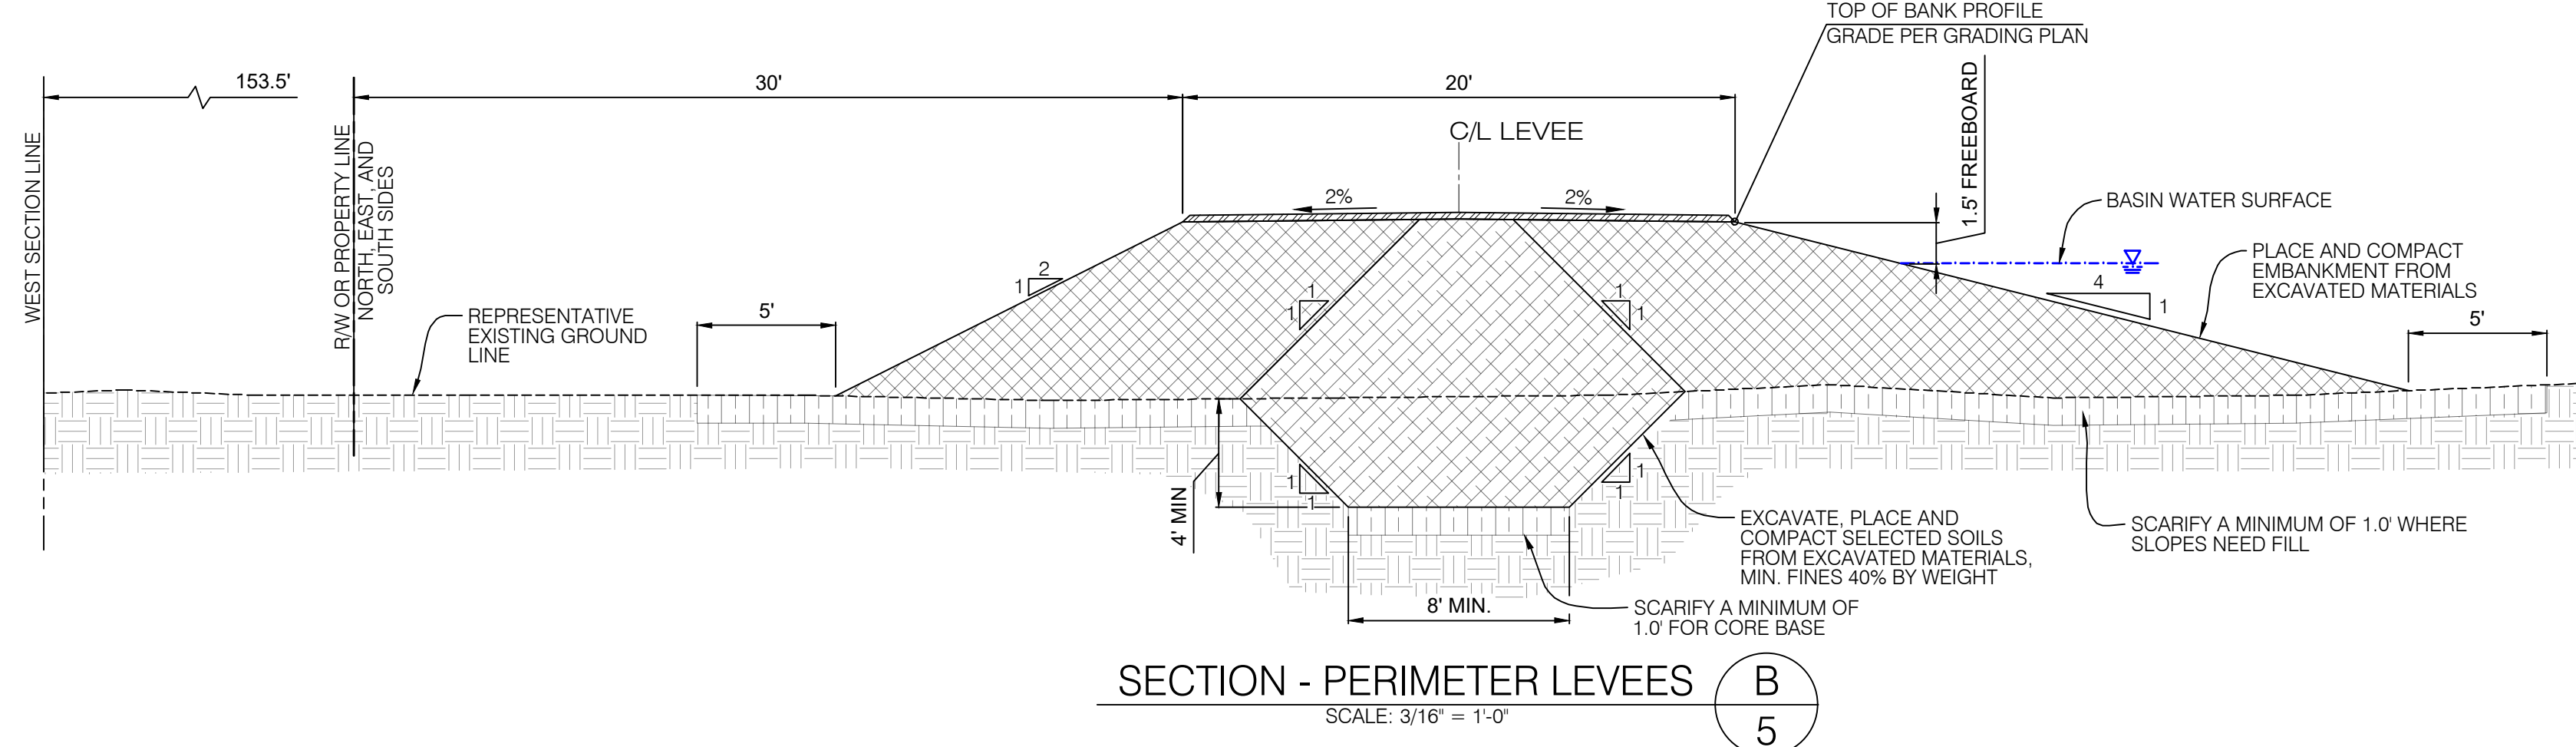 TOP OF BANK PROFILE
GRADE PER GRADING PLAN
153.5'
30'
20'
1.5' FREEBOARD
C/L LEVEE
WEST SECTION LINE
R/W OR PROPERTY LINE
NORTH, EAST, AND
SOUTH SIDES
2%
2%
BASIN WATER SURFACE
PLACE AND COMPACT
EMBANKMENT FROM
EXCAVATED MATERIALS
2
1
1
1
1
1
4
1
REPRESENTATIVE
EXISTING GROUND
LINE
5'
5'
1
1
1
1
4' MIN
EXCAVATE, PLACE AND
COMPACT SELECTED SOILS
FROM EXCAVATED MATERIALS,
MIN. FINES 40% BY WEIGHT
SCARIFY A MINIMUM OF 1.0' WHERE
SLOPES NEED FILL
8' MIN.
SCARIFY A MINIMUM OF
1.0' FOR CORE BASE
SECTION - PERIMETER LEVEES
SCALE: 3/16" = 1'-0"
B
5